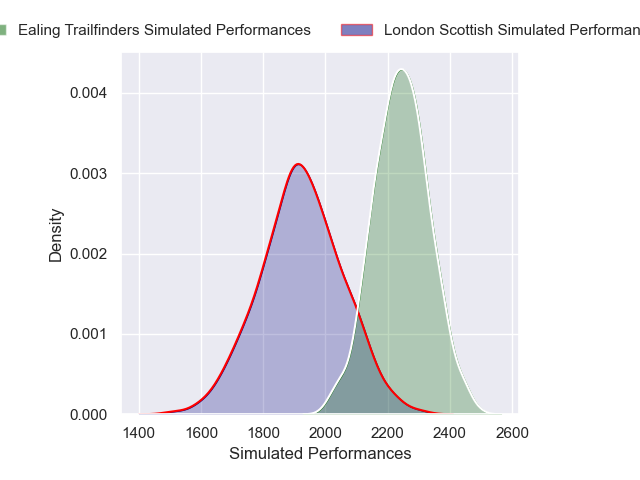 Ealing Trailfinders Simulated Performances London Scottish Simulated Performan
0.004
0.003
0.002
0.001
0.000
Density
1400 1600 1800 2000 2200 2400 2600
Simulated Performances